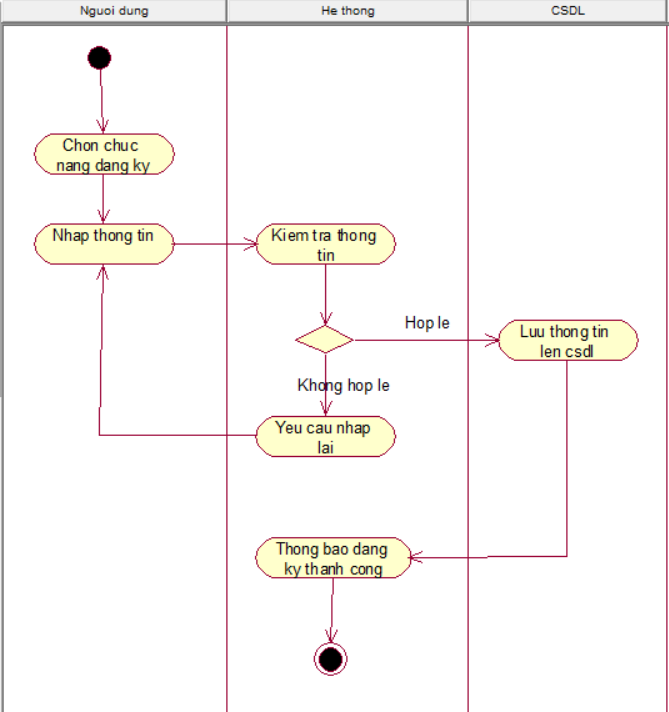 Nguoi dung
He thong
CSDL
Chon chuc
nang dang ky
Nhap thong tin
Kiem tra thong
tin
Hop le
Luu thong tin
len csdl
Khong hop le
Yeu cau nhap
lai
Thong bao dang
ky thanh cong